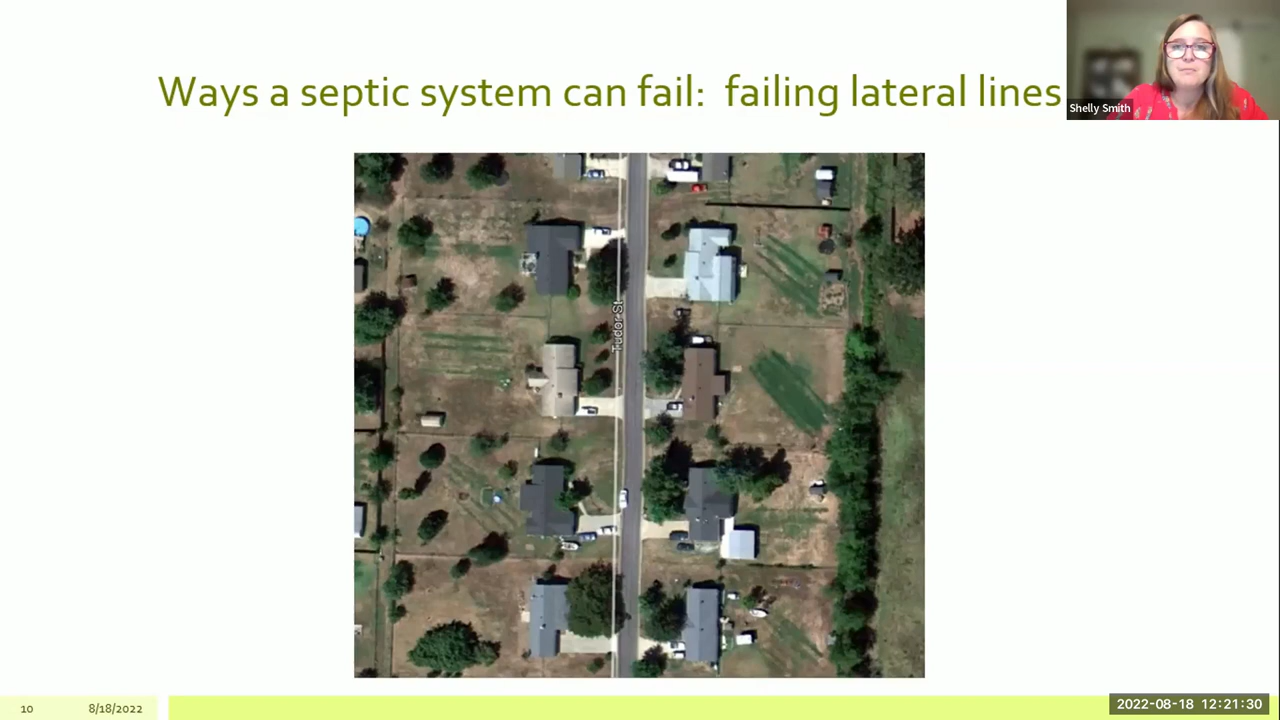 Ways a septic system can fail:  failing lateral lines
Shelly Smith
Tudor St
10
8/18/2022
2022-08-18 12:21:30